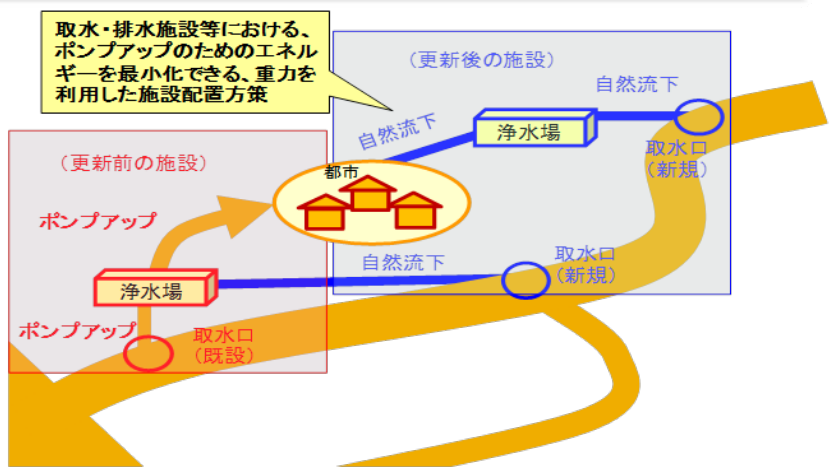 取水・排水施設等における、
ポンプアップのためのエネル
ギーを最小化できる、重力を
利用した施設配置方策
（更新後の施設）
自然流下
自然流下
浄水場
取水口
（新規）
（更新前の施設）
都市
ポンプアップ
自然流下
取水口
（新規）
浄水場
ポンプアップ
取水口
（既設）